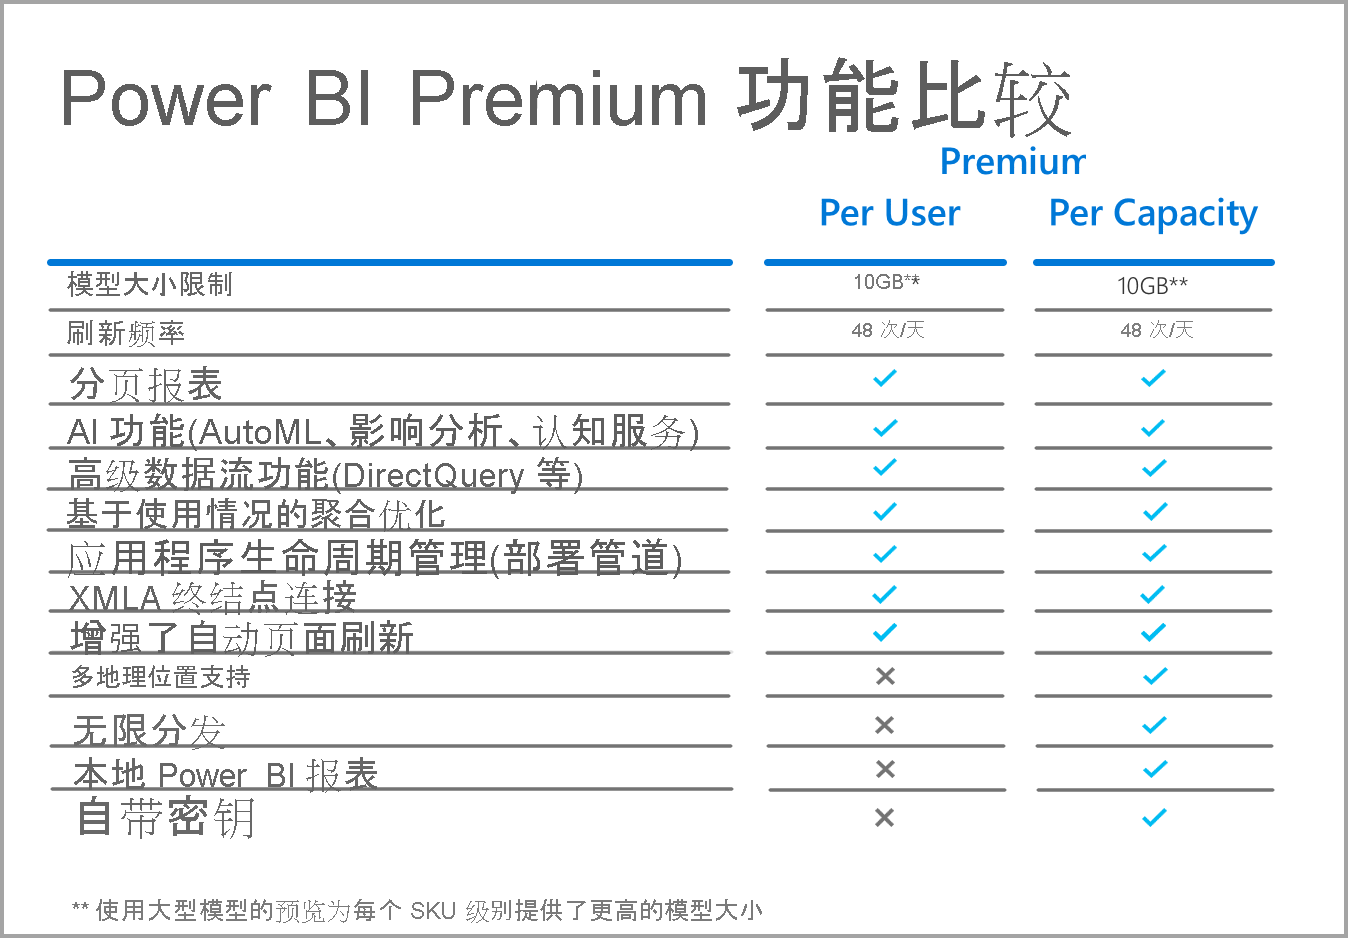 Power BI Premium 功能比较
Premium
Per User Per Capacity
模型大小限制 10GB** 10GB**
刷新频率 48 次/天 48 次/天
分页报表
AI 功能(AutoML、影响分析、认知服务)
高级数据流功能(DirectQuery 等)
基于使用情况的聚合优化
应用程序生命周期管理(部署管道)
XMLA 终结点连接
增强了自动页面刷新
多地理位置支持
无限分发
本地 Power BI 报表
自带密钥
** 使用大型模型的预览为每个 SKU 级别提供了更高的模型大小